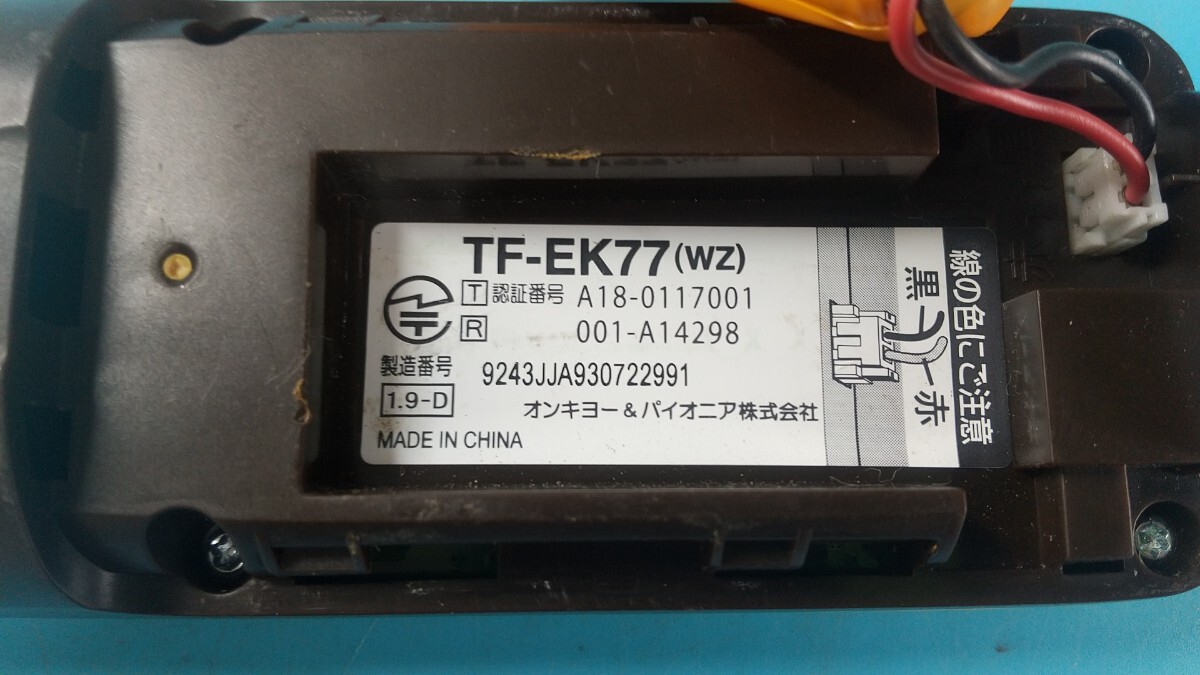 TF-EK77(WZ)
T 認証番号 A18-0117001
R 001-A14298
製造番号 9243JJA930722991
1.9-D
オンキヨー&パイオニア株式会社
MADE IN CHINA
線の色にご注意
黒
赤